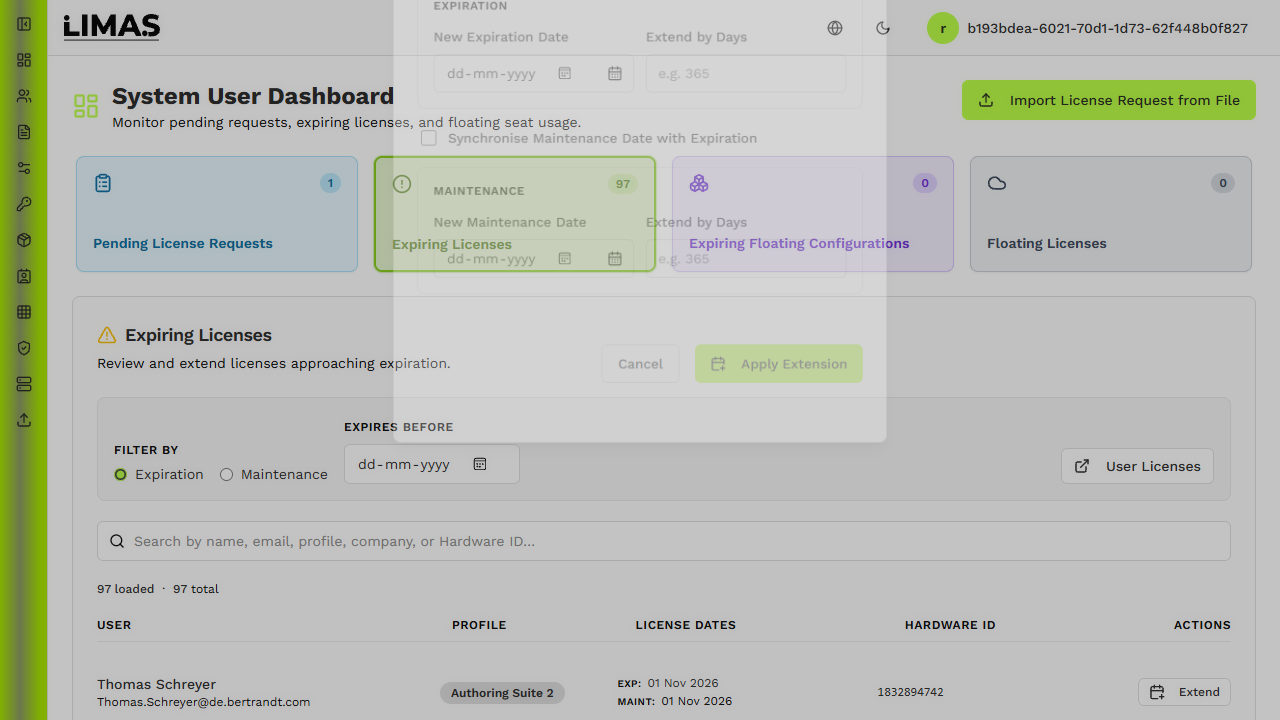 LIMAS
r
b193bdea-6021-70d1-1d73-62f448b0f827
EXPIRATION
New Expiration Date
Extend by Days
dd-mm-yyyy
e.g. 365
System User Dashboard
Monitor pending requests, expiring licenses, and floating seat usage.
Import License Request from File
Synchronise Maintenance Date with Expiration
1
Pending License Requests
97
Expiring Licenses
0
Expiring Floating Configurations
0
Floating Licenses
MAINTENANCE
New Maintenance Date
Extend by Days
dd-mm-yyyy
e.g. 365
Cancel
Apply Extension
Expiring Licenses
Review and extend licenses approaching expiration.
FILTER BY
Expiration
Maintenance
EXPIRES BEFORE
dd-mm-yyyy
User Licenses
Search by name, email, profile, company, or Hardware ID...
97 loaded · 97 total
USER
PROFILE
LICENSE DATES
HARDWARE ID
ACTIONS
Thomas Schreyer
Thomas.Schreyer@de.bertrandt.com
Authoring Suite 2
EXP: 01 Nov 2026
MAINT: 01 Nov 2026
1832894742
Extend